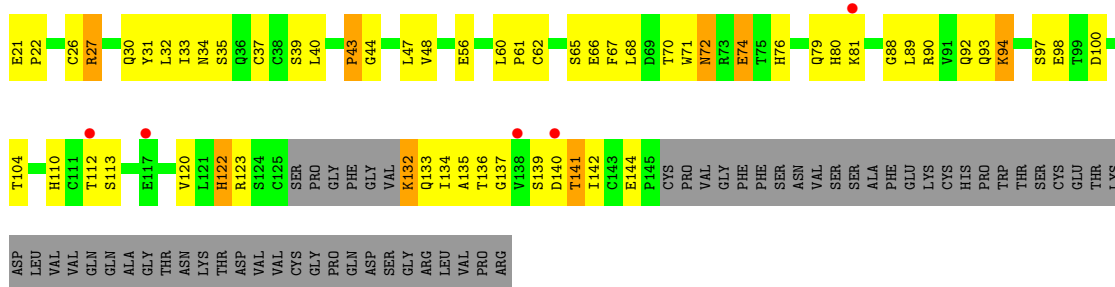 E21 P22 C26 R27 Q30 Y31 L32 I33 N34 S35 Q36 C37 C38 S39 L40 P43 G44 L47 V48 E56 L60 P61 C62 S65 E66 F67 L68 D69 T70 W71 N72 R73 E74 T75 H76 Q79 H80 K81 G88 L89 R90 V91 Q92 Q93 K94 S97 E98 T99 D100
T104 H110 C111 T112 S113 E117 V120 L121 H122 R123 S124 C125 SER PRO GLY PHE GLY VAL K132 Q133 I134 A135 T136 G137 V138 S139 D140 T141 I142 C143 E144 P145 CYS PRO VAL GLY PHE PHE SER ASN VAL SER SER ALA PHE GLU LYS CYS HIS PRO TRP THR SER CYS GLU THR LYS
ASP LEU VAL VAL GLN GLN ALA GLY THR ASN LYS THR ASP VAL VAL CYS GLY PRO GLN ASP SER GLY ARG LEU VAL PRO ARG